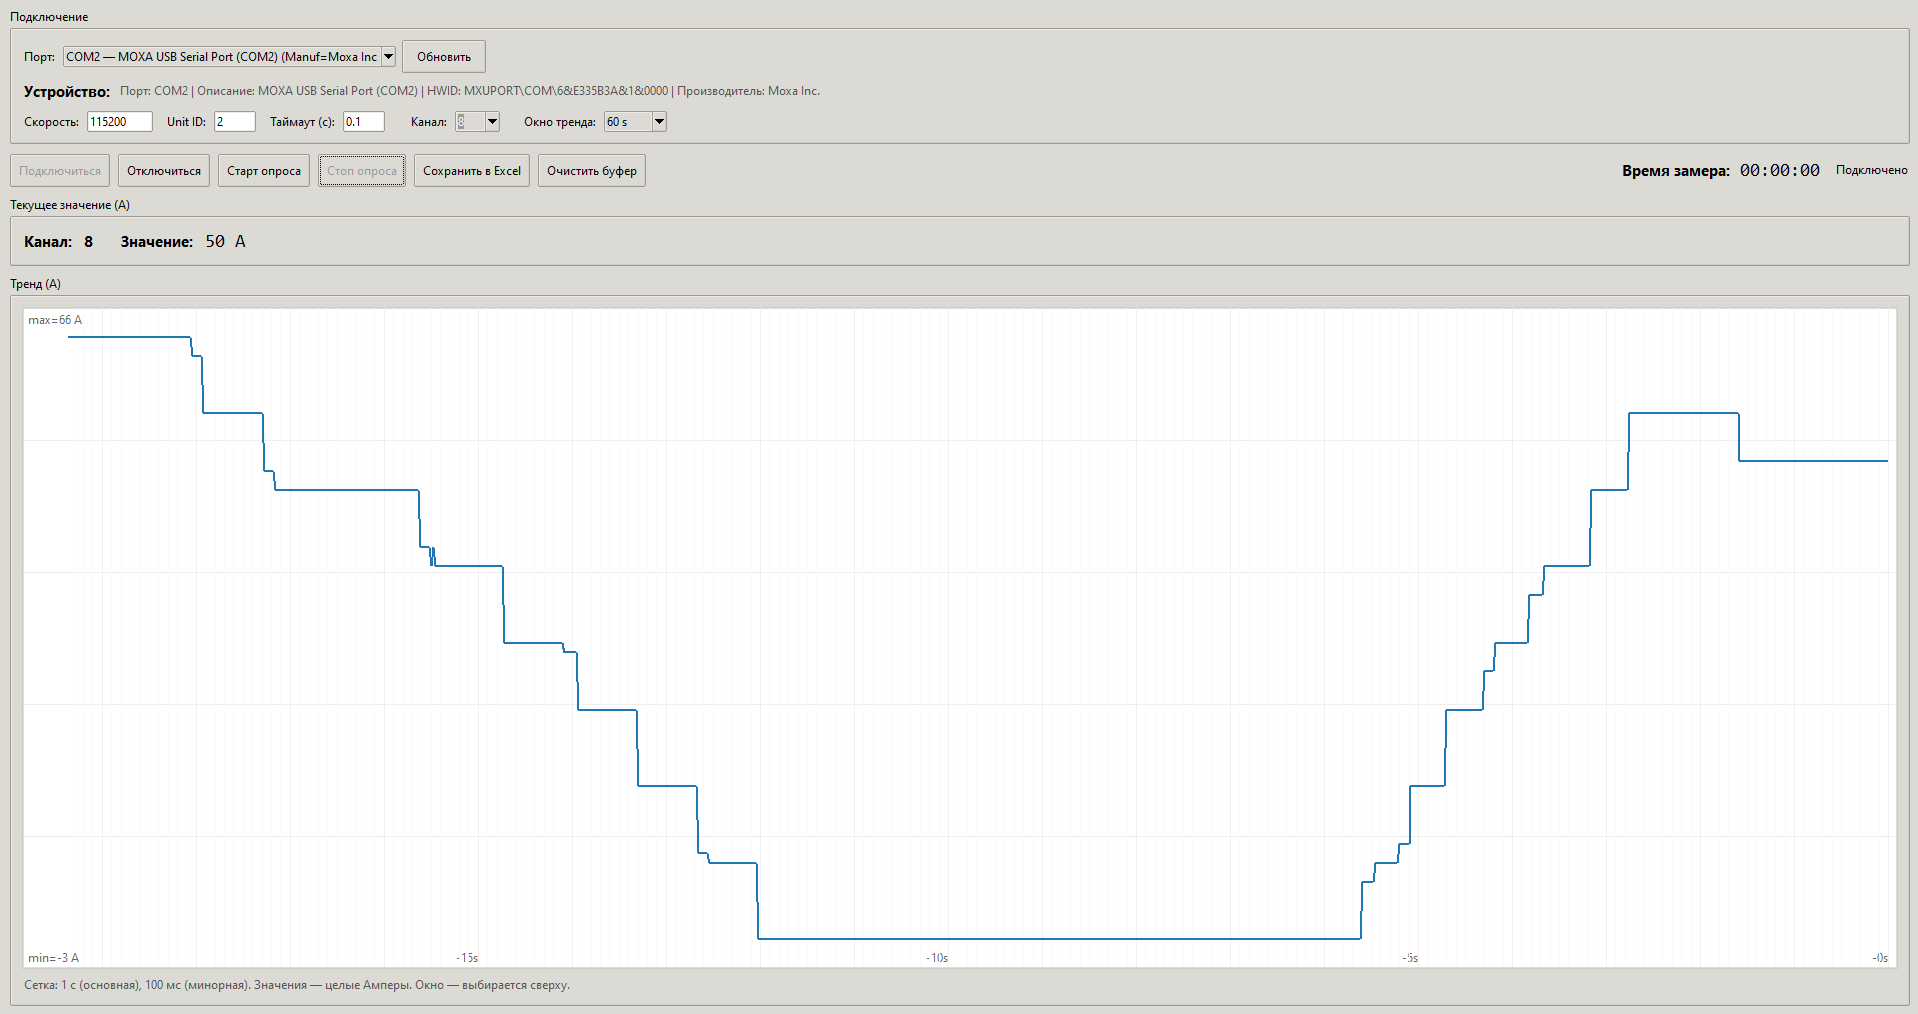 Подключение
Порт: COM2 — MOXA USB Serial Port (COM2) (Manuf=Moxa Inc Обновить
Устройство: Порт: COM2 | Описание: MOXA USB Serial Port (COM2) | HWID: MXUPORT\COM\6&E335B3A&1&0000 | Производитель: Moxa Inc.
Скорость: 115200 Unit ID: 2 Таймаут (с): 0.1 Канал: 8 Окно тренда: 60 s
Подключиться Отключиться Старт опроса Стоп опроса Сохранить в Excel Очистить буфер Время замера: 00:00:00 Подключено
Текущее значение (А)
Канал: 8 Значение: 50 A
Тренд (А)
max=66 A
min=-3 A -15s -10s -5s -0s
Сетка: 1 с (основная), 100 мс (минорная). Значения — целые Амперы. Окно — выбирается сверху.